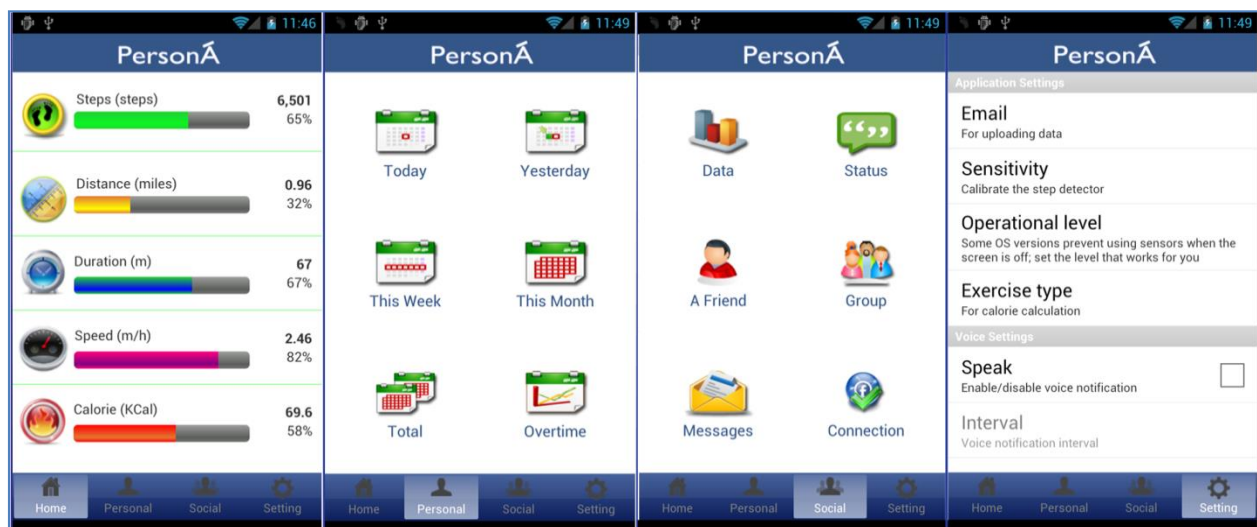 11:46
PersonÁ
Steps (steps)
6,501
65%
Distance (miles)
0.96
32%
Duration (m)
67
67%
Speed (m/h)
2.46
82%
Calorie (KCal)
69.6
58%
Home Personal Social Setting
11:49
PersonÁ
Today Yesterday
This Week This Month
Total Overtime
Home Personal Social Setting
11:49
PersonÁ
Data Status
A Friend Group
Messages Connection
Home Personal Social Setting
11:49
PersonÁ
Application Settings
Email
For uploading data
Sensitivity
Calibrate the step detector
Operational level
Some OS versions prevent using sensors when the
screen is off; set the level that works for you
Exercise type
For calorie calculation
Voice Settings
Speak
Enable/disable voice notification
Interval
Voice notification interval
Home Personal Social Setting